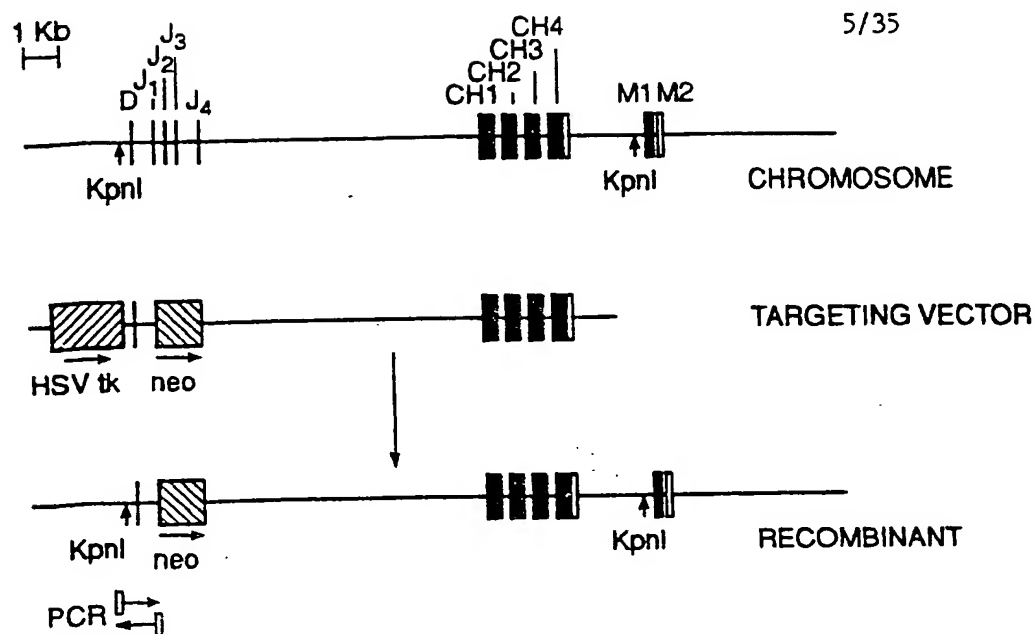 1 Kb
5/35
D J1 J2 J3 J4
CH1 CH2 CH3 CH4
M1 M2
KpnI
KpnI
CHROMOSOME
TARGETING VECTOR
HSV tk
neo
KpnI
neo
KpnI
RECOMBINANT
PCR